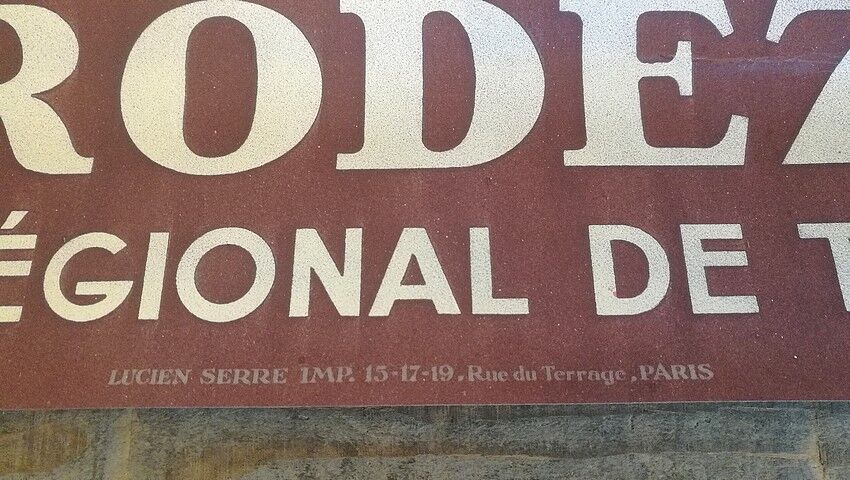 RODEZ
ÉGIONAL DE T
LUCIEN SERRE IMP. 15-17-19, Rue du Terrage, PARIS